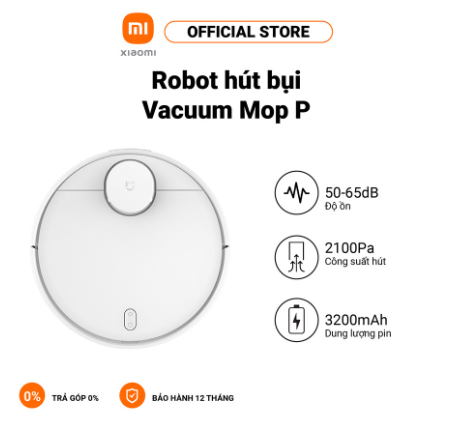 mi
xiaomi
OFFICIAL STORE
Robot hút bụi
Vacuum Mop P
50-65dB
Độ ồn
2100Pa
Công suất hút
3200mAh
Dung lượng pin
0% TRẢ GÓP 0%
BẢO HÀNH 12 THÁNG